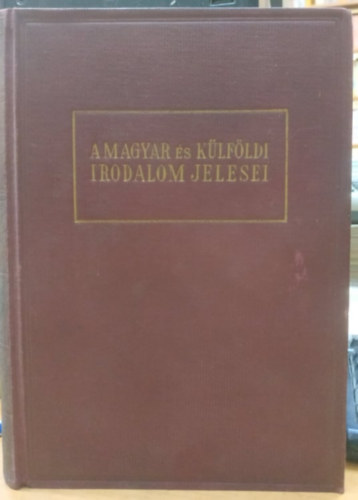 A MAGYAR és KÜLFÖLDI
IRODALOM JELESEI